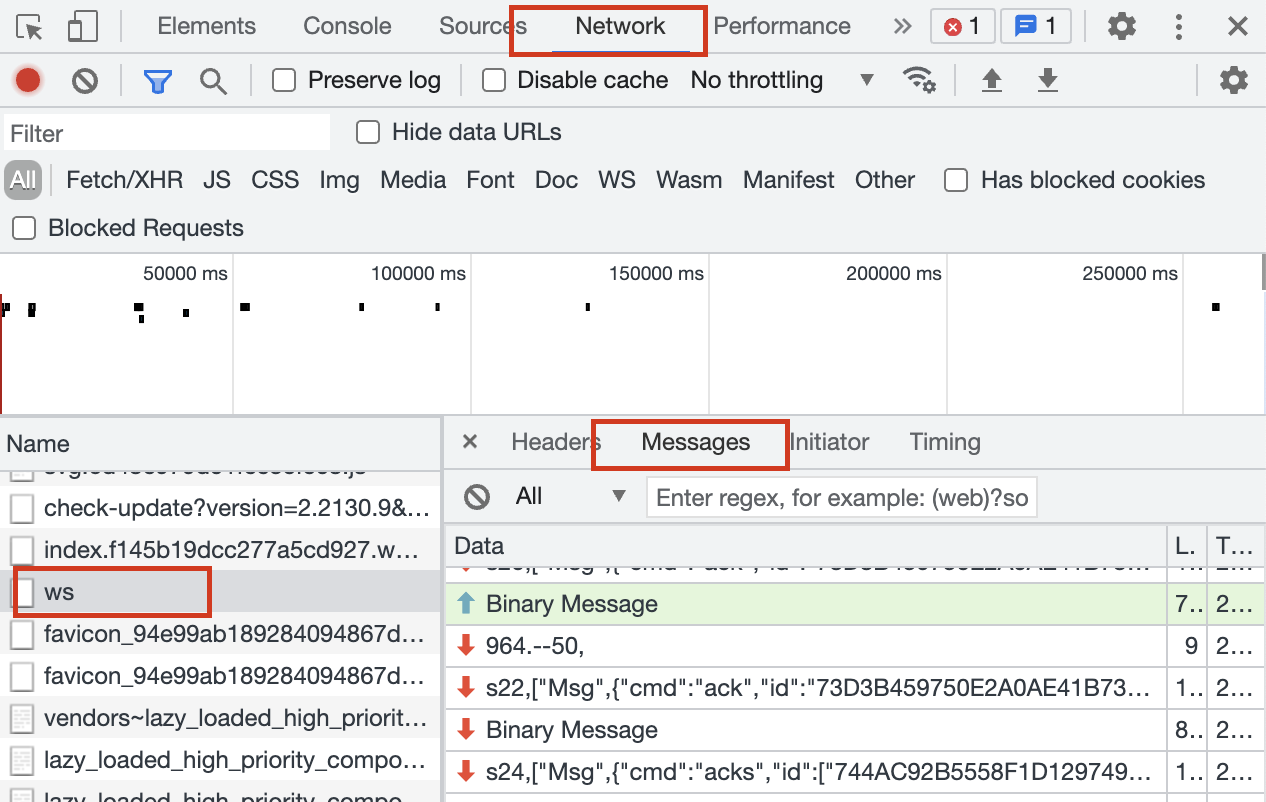 Elements Console Sources Network Performance 1 1
Preserve log Disable cache No throttling
Filter Hide data URLs
All Fetch/XHR JS CSS Img Media Font Doc WS Wasm Manifest Other Has blocked cookies
Blocked Requests
50000 ms 100000 ms 150000 ms 200000 ms 250000 ms
Name
check-update?version=2.2130.9&...
index.f145b19dcc277a5cd927.w...
ws
favicon_94e99ab189284094867d...
favicon_94e99ab189284094867d...
vendors~lazy_loaded_high_priorit...
lazy_loaded_high_priority_compo...
lazy_loaded_high_priority_compo...
Headers Messages Initiator Timing
All Enter regex, for example: (web)?so
Data L. T...
Binary Message 7.. 2...
964.--50, 9 2...
s22,["Msg",{"cmd":"ack","id":"73D3B459750E2A0AE41B73... 1.. 2...
Binary Message 8.. 2...
s24,["Msg",{"cmd":"acks","id":["744AC92B5558F1D129749... 1.. 2...